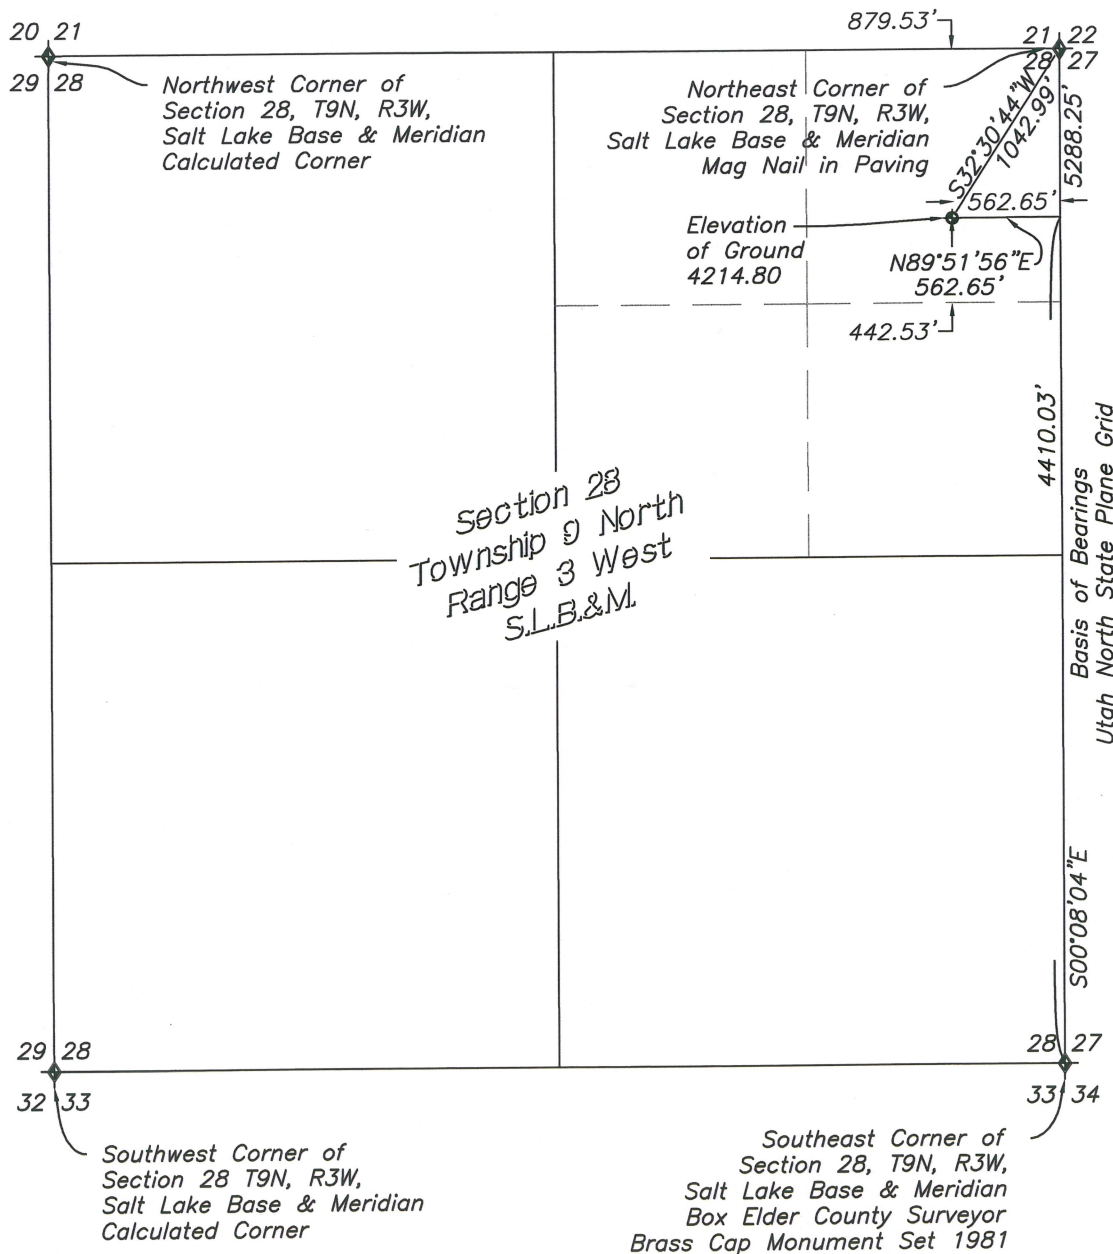 20 21
29 28
Northwest Corner of
Section 28, T9N, R3W,
Salt Lake Base & Meridian
Calculated Corner
879.53'
21 22
28 27
Northeast Corner of
Section 28, T9N, R3W,
Salt Lake Base & Meridian
Mag Nail in Paving
S32°30'44"W
1042.99'
5288.25'
562.65'
Elevation
of Ground
4214.80
N89°51'56"E
562.65'
442.53'
4410.03'
Basis of Bearings
Utah North State Plane Grid
Section 28
Township 9 North
Range 3 West
S.L.B.&M.
S00°08'04"E
29 28
32 33
28 27
33 34
Southwest Corner of
Section 28 T9N, R3W,
Salt Lake Base & Meridian
Calculated Corner
Southeast Corner of
Section 28, T9N, R3W,
Salt Lake Base & Meridian
Box Elder County Surveyor
Brass Cap Monument Set 1981